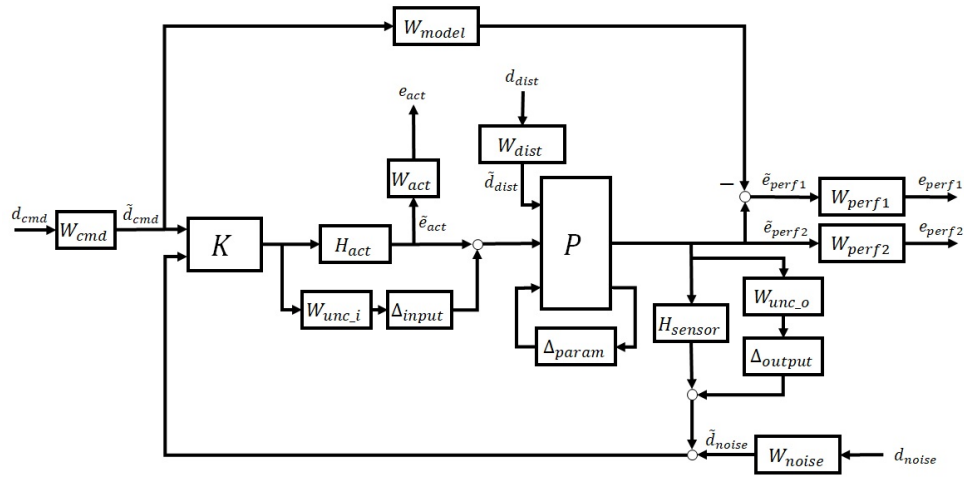 W_model
d_dist
e_act
W_dist
W_act
d̃_dist
−
ẽ_perf1
e_perf1
W_perf1
d_cmd
d̃_cmd
W_cmd
K
H_act
ẽ_act
P
ẽ_perf2
e_perf2
W_perf2
W_unc_i
Δ_input
W_unc_o
H_sensor
Δ_param
Δ_output
d̃_noise
W_noise
d_noise